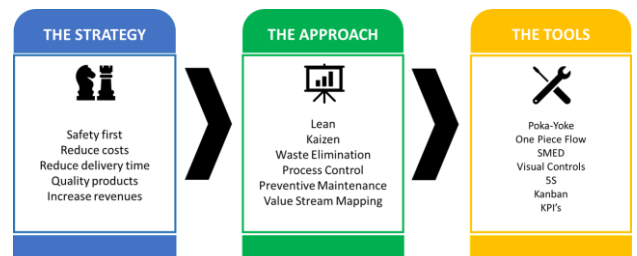 THE STRATEGY
Safety first
Reduce costs
Reduce delivery time
Quality products
Increase revenues
THE APPROACH
Lean
Kaizen
Waste Elimination
Process Control
Preventive Maintenance
Value Stream Mapping
THE TOOLS
Poka-Yoke
One Piece Flow
SMED
Visual Controls
5S
Kanban
KPI's